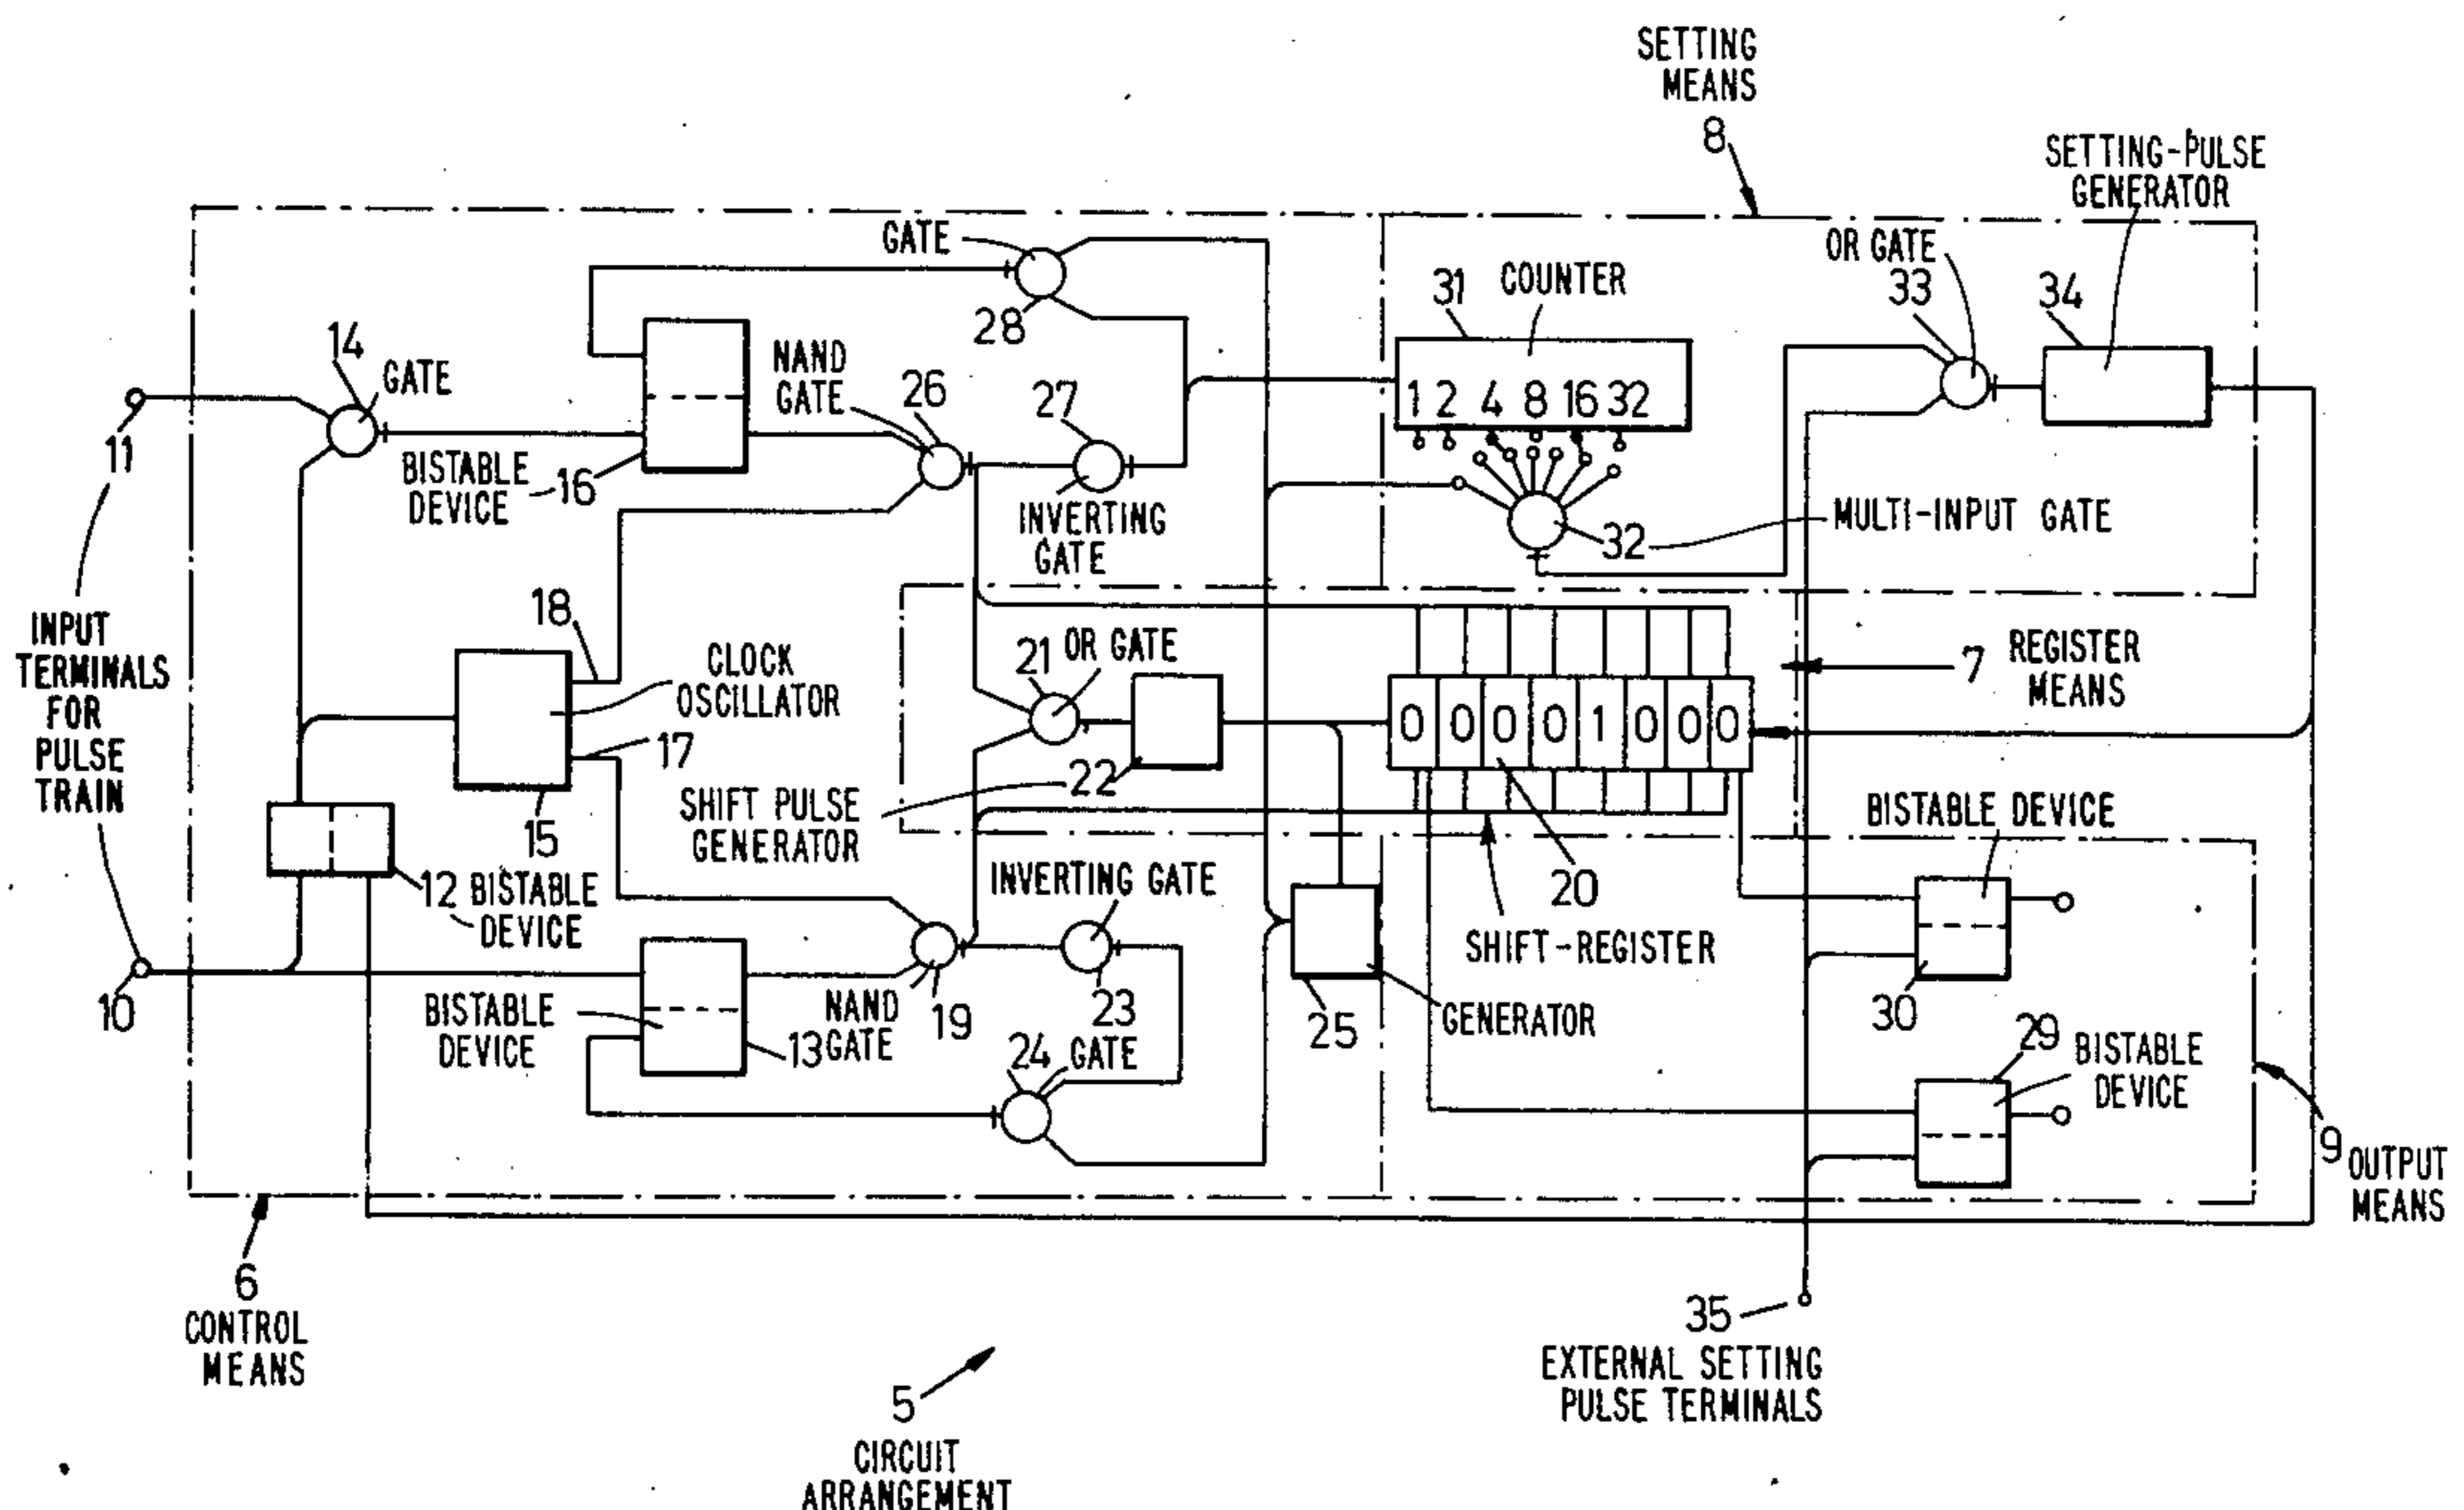 SETTING
MEANS
8
SETTING-PULSE
GENERATOR
GATE
28
31 COUNTER
OR GATE
33
34
1 2 4 8 16 32
14
GATE
NAND
GATE
26
27
11
BISTABLE
DEVICE
16
INVERTING
GATE
32
MULTI-INPUT GATE
INPUT
TERMINALS
FOR
PULSE
TRAIN
18
CLOCK
OSCILLATOR
17
15
21 OR GATE
22
SHIFT PULSE
GENERATOR
0 0 0 0 1 0 0 0
7 REGISTER
MEANS
20
SHIFT-REGISTER
BISTABLE DEVICE
30
12 BISTABLE
DEVICE
10
INVERTING GATE
23
BISTABLE
DEVICE
13
NAND
GATE
19
24 GATE
25
GENERATOR
29
BISTABLE
DEVICE
9 OUTPUT
MEANS
6
CONTROL
MEANS
35
EXTERNAL SETTING
PULSE TERMINALS
5
CIRCUIT
ARRANGEMENT